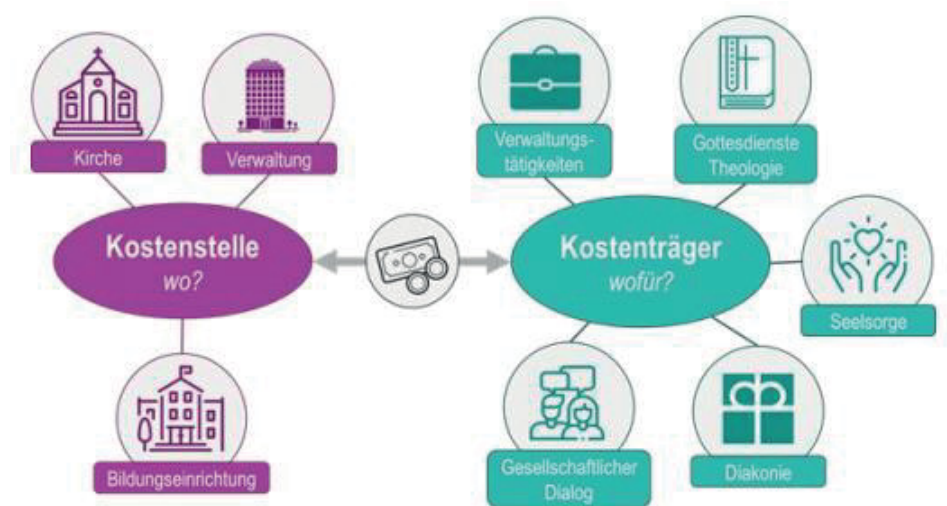 Kirche
Verwaltung
Kostenstelle
wo?
Bildungseinrichtung
Verwaltungs-
tätigkeiten
Gottesdienste
Theologie
Kostenträger
wofür?
Seelsorge
Gesellschaftlicher
Dialog
Diakonie